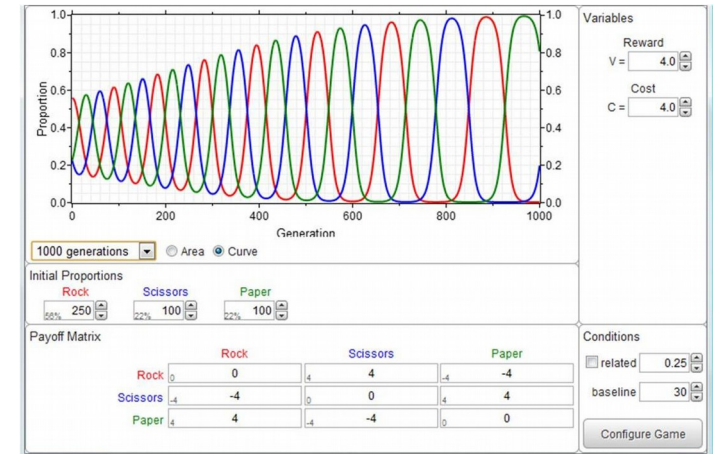 1.0 1.0 Variables
0.8 0.8 Reward
V = 4.0
Proportion
0.6 0.6 Cost
C = 4.0
0.4 0.4
0.2 0.2
0.0 0.0
0 200 400 600 800 1000
Generation
1000 generations Area Curve
Initial Proportions
Rock Scissors Paper
56% 250 22% 100 22% 100
Payoff Matrix Conditions
Rock Scissors Paper
related 0.25
Rock 0 0 4 4 -4 -4
Scissors -4 -4 0 0 4 4 baseline 30
Paper 4 4 -4 -4 0 0
Configure Game